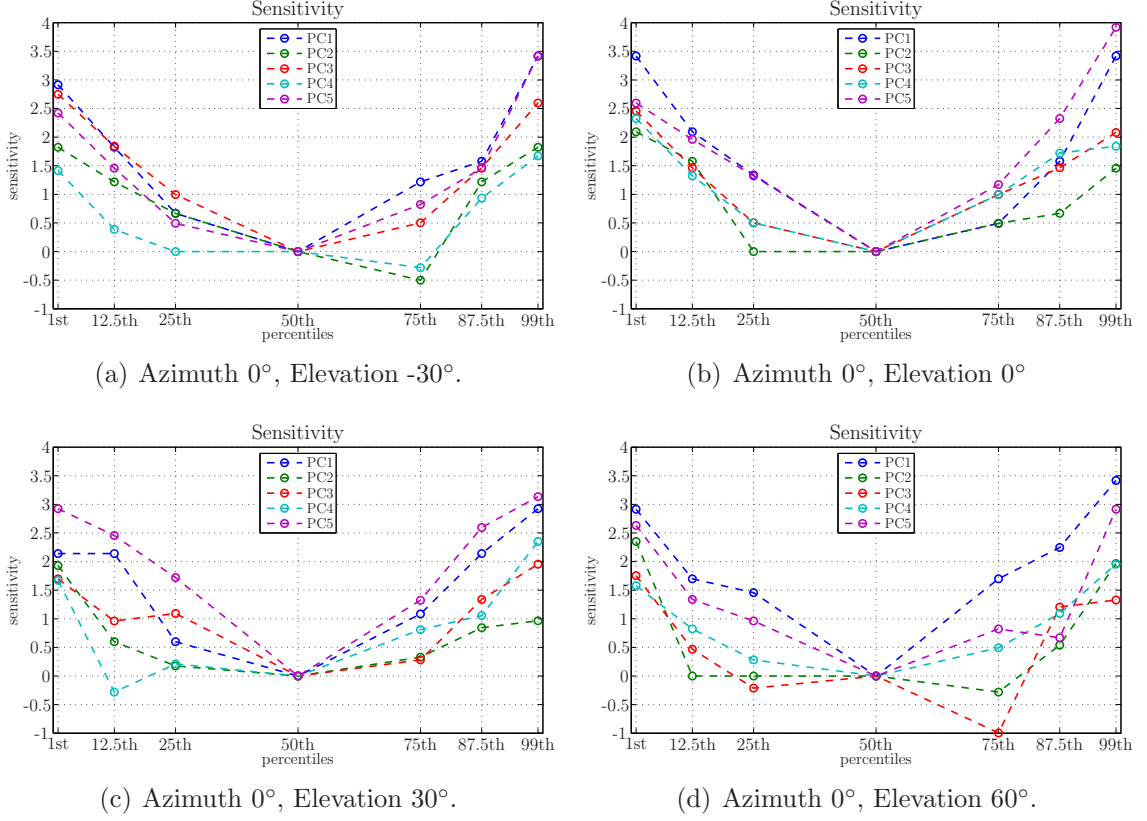 Sensitivity
4
3.5
3
2.5
2
1.5
1
0.5
0
-0.5
-1
sensitivity
PC1
PC2
PC3
PC4
PC5
1st 12.5th 25th 50th 75th 87.5th 99th
percentiles
(a) Azimuth 0°, Elevation -30°.
Sensitivity
4
3.5
3
2.5
2
1.5
1
0.5
0
-0.5
-1
sensitivity
PC1
PC2
PC3
PC4
PC5
1st 12.5th 25th 50th 75th 87.5th 99th
percentiles
(b) Azimuth 0°, Elevation 0°
Sensitivity
4
3.5
3
2.5
2
1.5
1
0.5
0
-0.5
-1
sensitivity
PC1
PC2
PC3
PC4
PC5
1st 12.5th 25th 50th 75th 87.5th 99th
percentiles
(c) Azimuth 0°, Elevation 30°.
Sensitivity
4
3.5
3
2.5
2
1.5
1
0.5
0
-0.5
-1
sensitivity
PC1
PC2
PC3
PC4
PC5
1st 12.5th 25th 50th 75th 87.5th 99th
percentiles
(d) Azimuth 0°, Elevation 60°.